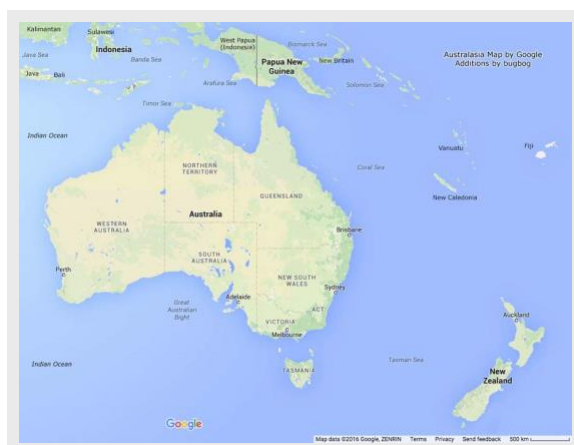 Kalimantan
Sulawesi
Indonesia
Java Sea
Banda Sea
Java
Bali
West Papua
(Indonesia)
Papua New
Guinea
Bismarck Sea
New Britain
Solomon Sea
Australasia Map by Google
Additions by bugbog
Arafura Sea
Timor Sea
Indian Ocean
Coral Sea
Vanuatu
Fiji
New Caledonia
NORTHERN
TERRITORY
QUEENSLAND
WESTERN
AUSTRALIA
Australia
Brisbane
SOUTH
AUSTRALIA
Perth
NEW SOUTH
WALES
Great
Australian
Bight
Adelaide
Sydney
ACT
VICTORIA
Melbourne
Auckland
Indian Ocean
TASMANIA
Tasman Sea
New
Zealand
Google
Map data ©2016 Google, ZENRIN Terms Privacy Send feedback 500 km